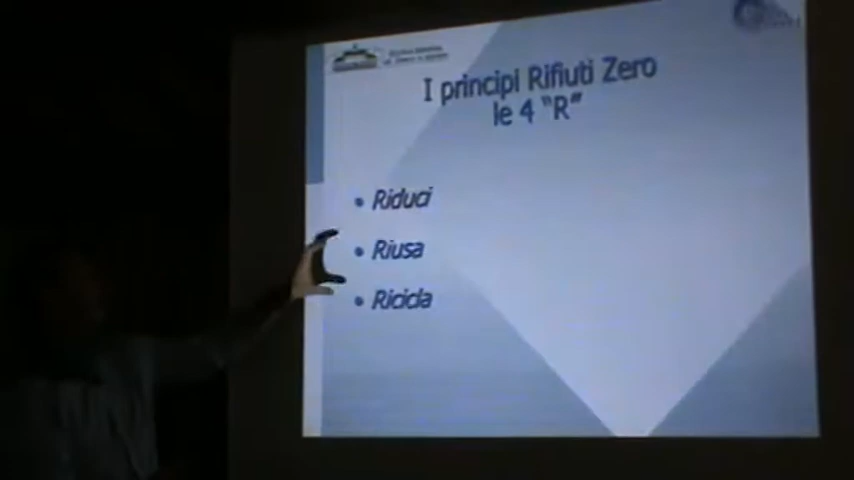 I principi Rifiuti Zero
le 4 "R"
• Riduci
• Riusa
• Ricicla